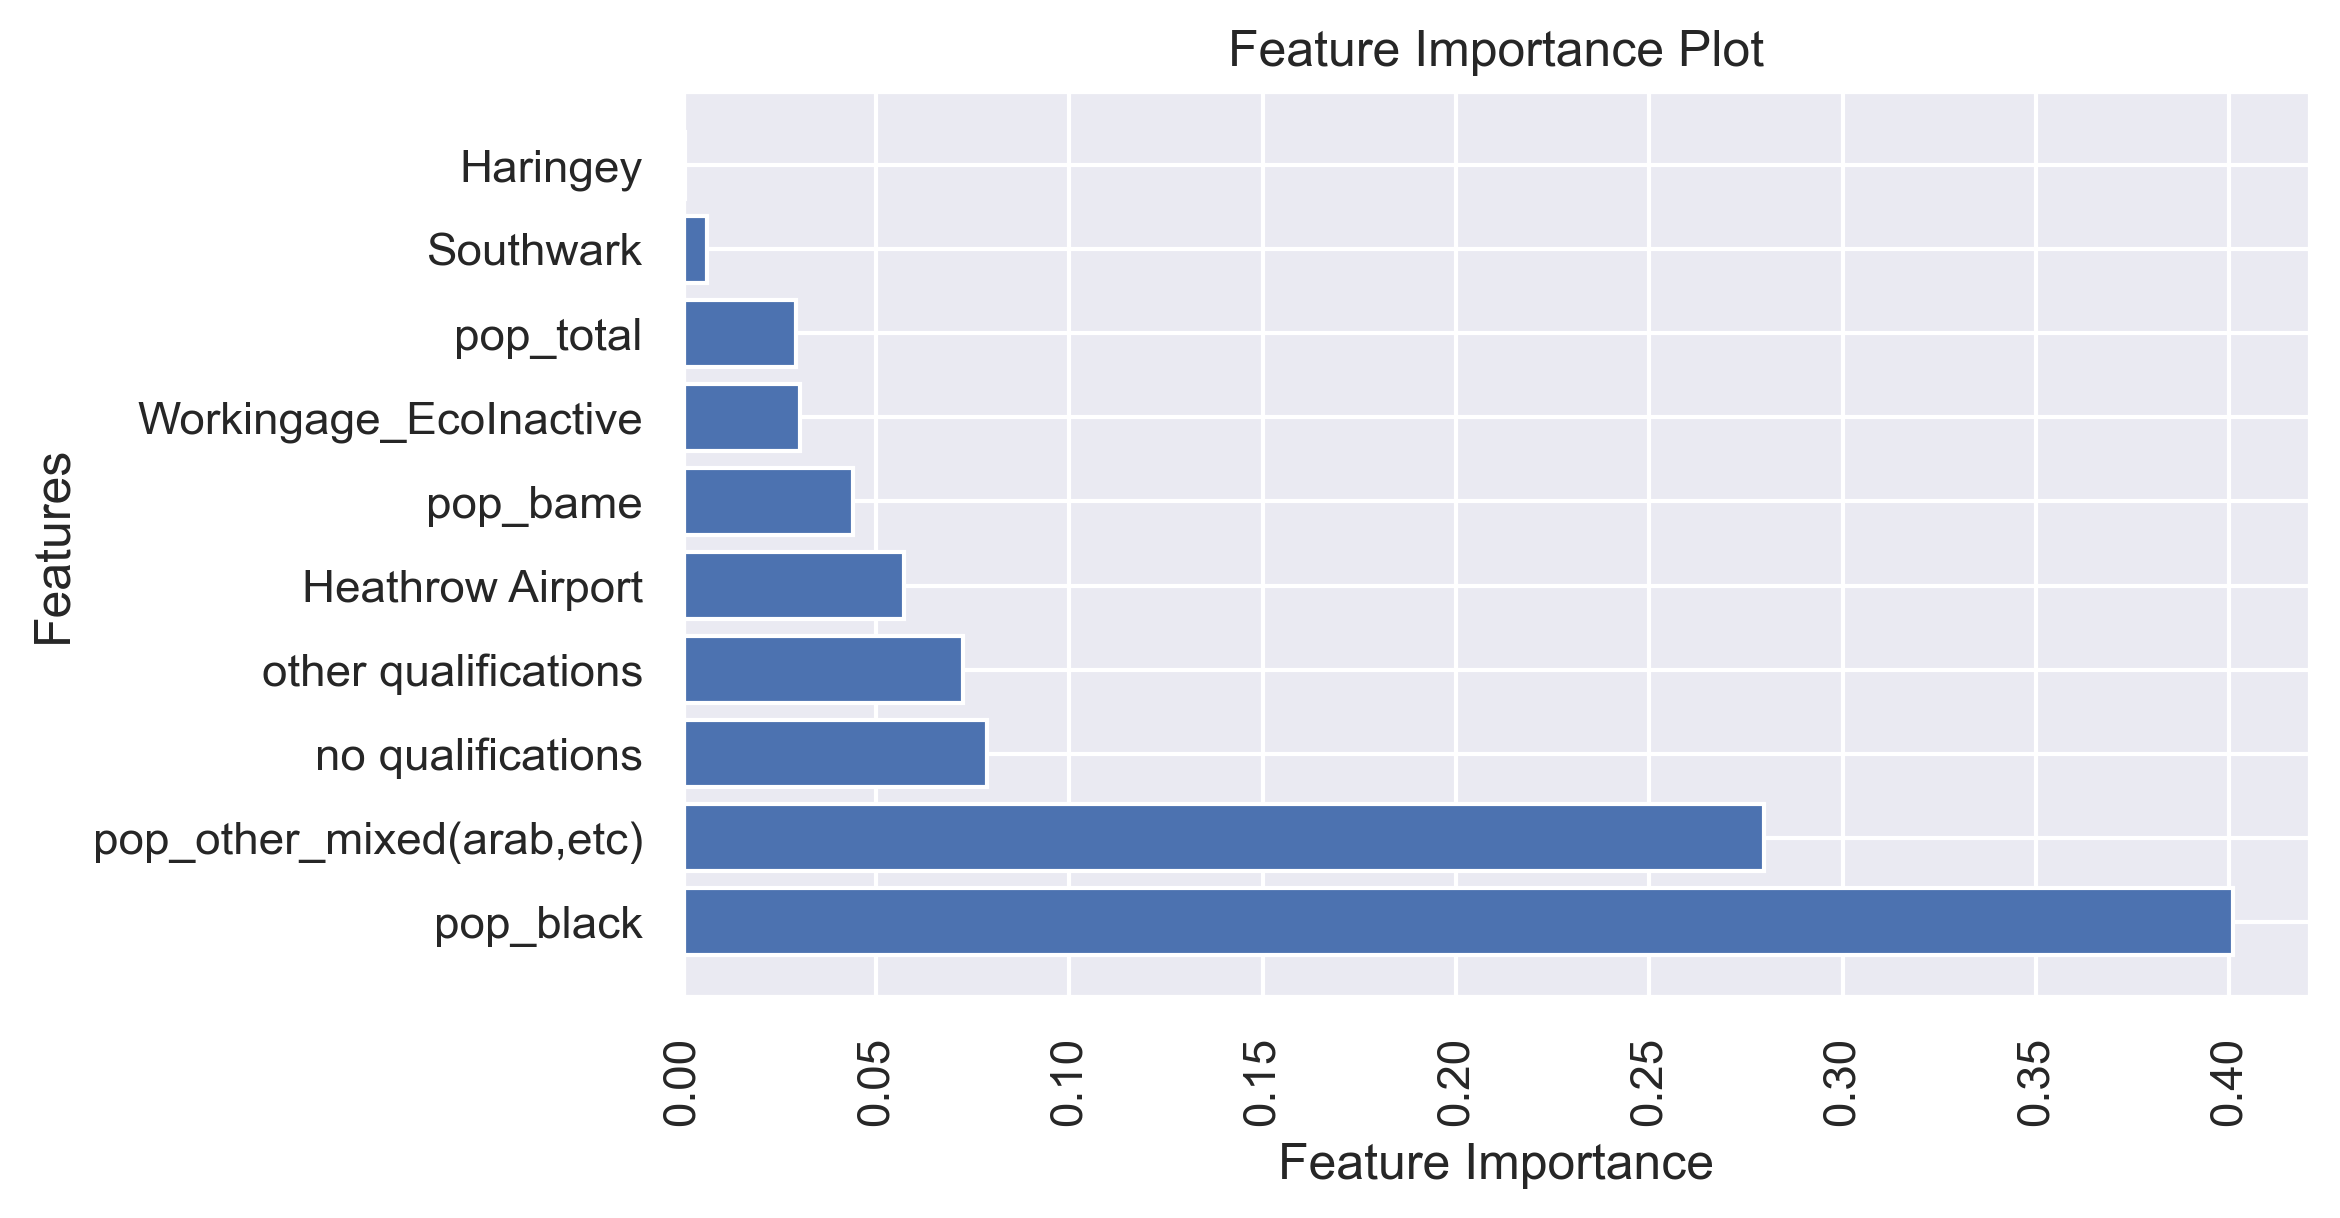 Feature Importance Plot
Features
Haringey
Southwark
pop_total
Workingage_EcoInactive
pop_bame
Heathrow Airport
other qualifications
no qualifications
pop_other_mixed(arab,etc)
pop_black
0.00 0.05 0.10 0.15 0.20 0.25 0.30 0.35 0.40
Feature Importance